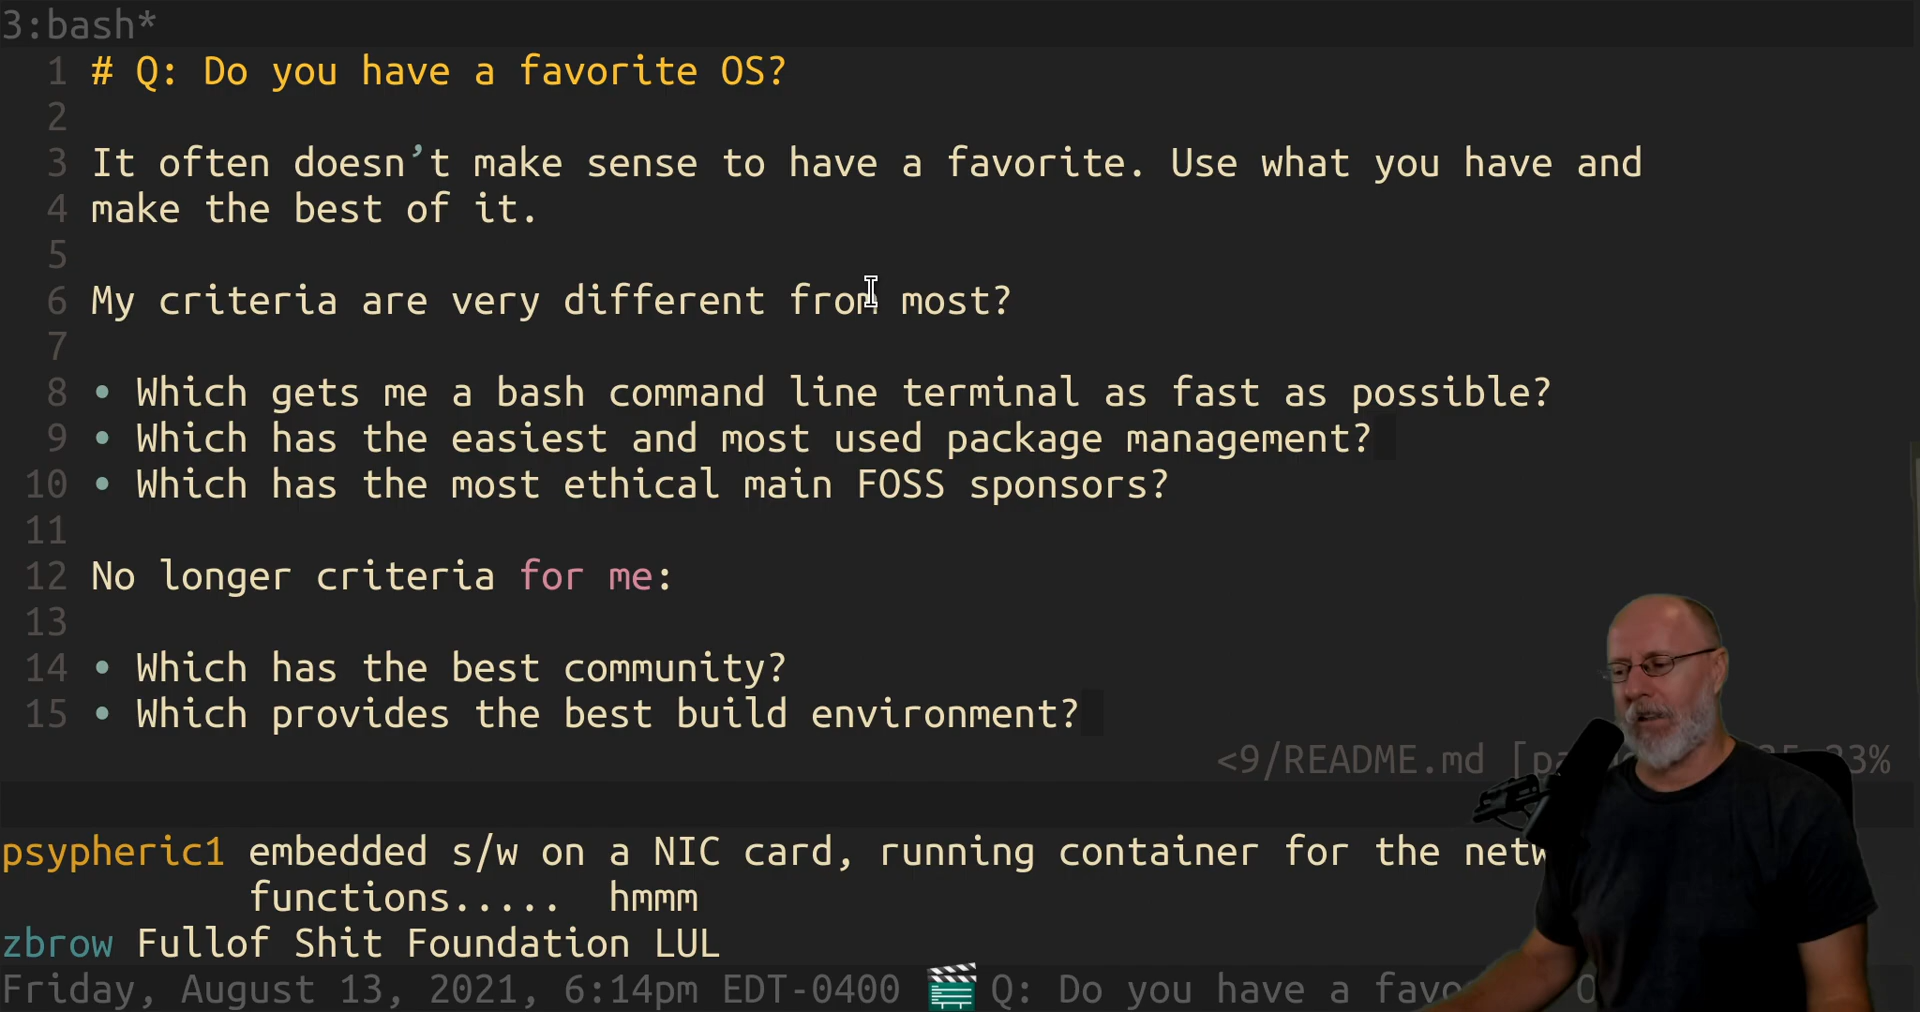 3:bash*
1 # Q: Do you have a favorite OS?
2
3 It often doesn’t make sense to have a favorite. Use what you have and
4 make the best of it.
5
6 My criteria are very different from most?
7
8 • Which gets me a bash command line terminal as fast as possible?
9 • Which has the easiest and most used package management?
10 • Which has the most ethical main FOSS sponsors?
11
12 No longer criteria for me:
13
14 • Which has the best community?
15 • Which provides the best build environment?
<9/README.md 33%
psypheric1 embedded s/w on a NIC card, running container for the
functions..... hmmm
zbrow Fullof Shit Foundation LUL
Friday, August 13, 2021, 6:14pm EDT-0400 Q: Do you have a